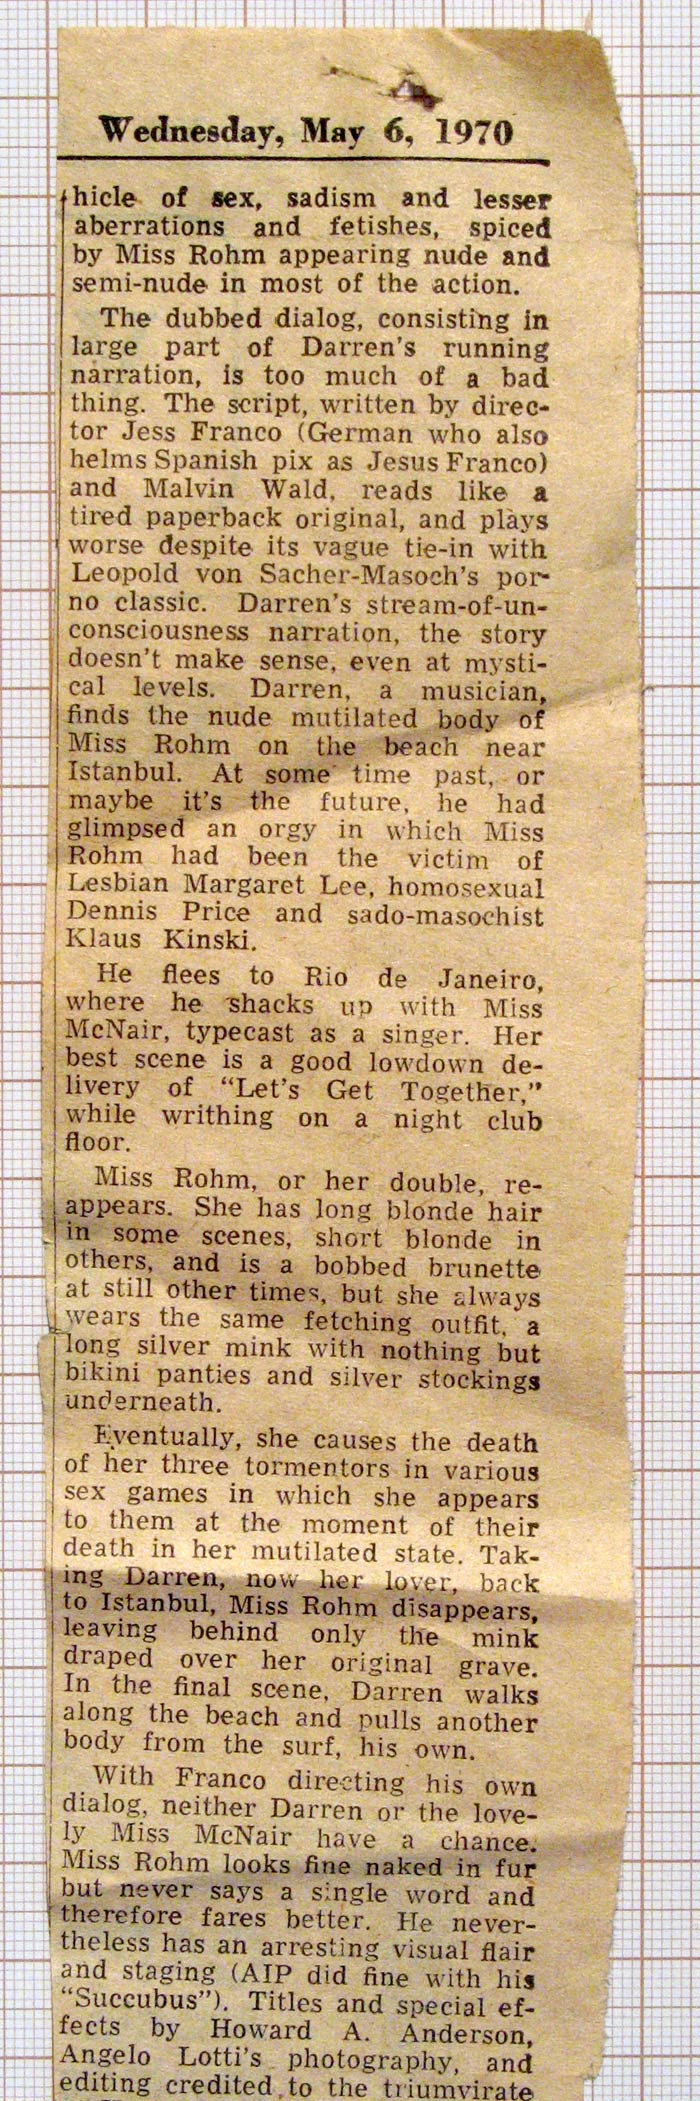 Wednesday, May 6, 1970
hicle of sex, sadism and lesser
aberrations and fetishes, spiced
by Miss Rohm appearing nude and
semi-nude in most of the action.
The dubbed dialog, consisting in
large part of Darren's running
narration, is too much of a bad
thing. The script, written by direc-
tor Jess Franco (German who also
helms Spanish pix as Jesus Franco)
and Malvin Wald, reads like a
tired paperback original, and plays
worse despite its vague tie-in with
Leopold von Sacher-Masoch's por-
no classic. Darren's stream-of-un-
consciousness narration, the story
doesn't make sense, even at mysti-
cal levels. Darren, a musician,
finds the nude mutilated body of
Miss Rohm on the beach near
Istanbul. At some time past, or
maybe it's the future, he had
glimpsed an orgy in which Miss
Rohm had been the victim of
Lesbian Margaret Lee, homosexual
Dennis Price and sado-masochist
Klaus Kinski.
He flees to Rio de Janeiro,
where he shacks up with Miss
McNair, typecast as a singer. Her
best scene is a good lowdown de-
livery of "Let's Get Together,"
while writhing on a night club
floor.
Miss Rohm, or her double, re-
appears. She has long blonde hair
in some scenes, short blonde in
others, and is a bobbed brunette
at still other times, but she always
wears the same fetching outfit, a
long silver mink with nothing but
bikini panties and silver stockings
underneath.
Eventually, she causes the death
of her three tormentors in various
sex games in which she appears
to them at the moment of their
death in her mutilated state. Tak-
ing Darren, now her lover, back
to Istanbul, Miss Rohm disappears,
leaving behind only the mink
draped over her original grave.
In the final scene, Darren walks
along the beach and pulls another
body from the surf, his own.
With Franco directing his own
dialog, neither Darren or the love-
ly Miss McNair have a chance.
Miss Rohm looks fine naked in fur
but never says a single word and
therefore fares better. He never-
theless has an arresting visual flair
and staging (AIP did fine with his
"Succubus"). Titles and special ef-
fects by Howard A. Anderson,
Angelo Lotti's photography, and
editing credited to the triumvirate